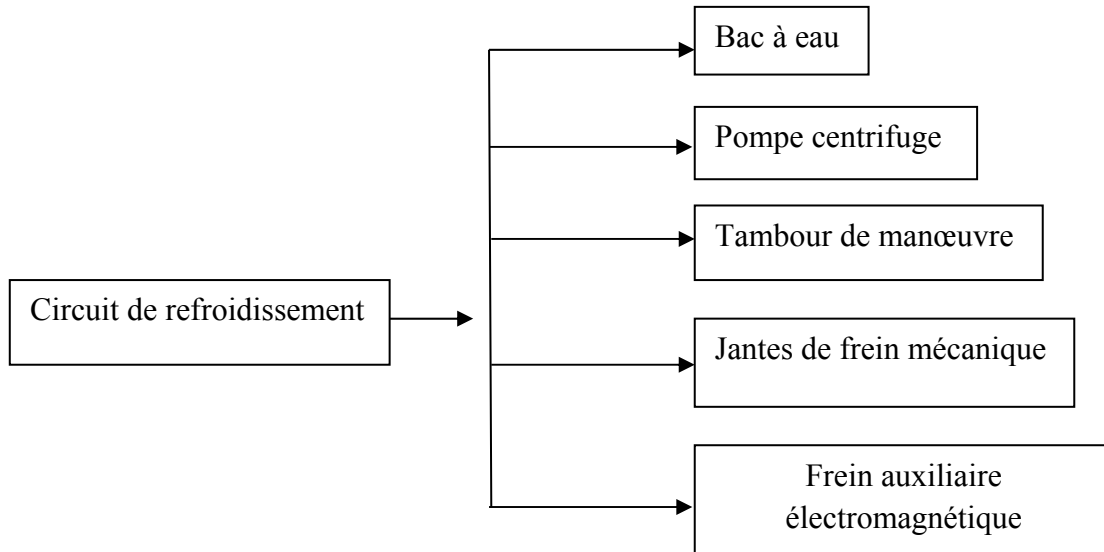 Bac à eau
Pompe centrifuge
Tambour de manœuvre
Circuit de refroidissement
Jantes de frein mécanique
Frein auxiliaire
électromagnétique